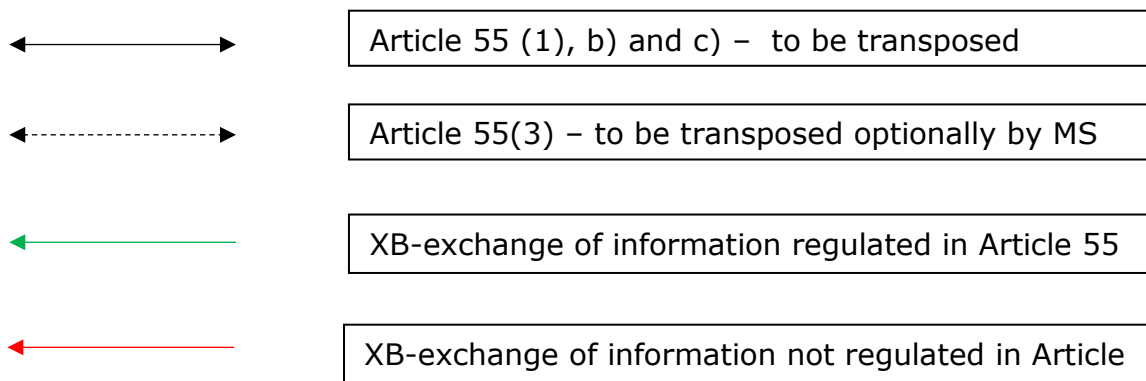 Article 55 (1), b) and c) – to be transposed
Article 55(3) – to be transposed optionally by MS
XB-exchange of information regulated in Article 55
XB-exchange of information not regulated in Article